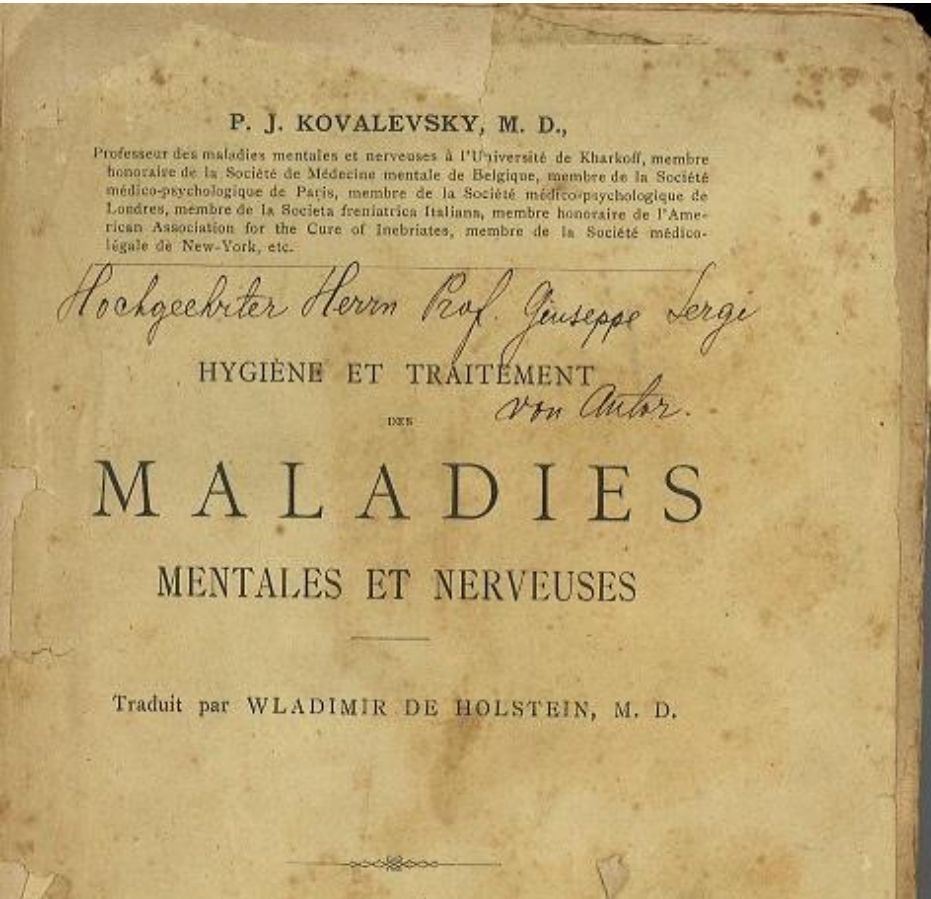 P. J. KOVALEVSKY, M. D.,
Professeur des maladies mentales et nerveuses à l'Université de Kharkoff, membre
honoraire de la Société de Médecine mentale de Belgique, membre de la Société
médico-psychologique de Paris, membre de la Société médico-psychologique de
Londres, membre de la Societa freniatrica Italiana, membre honoraire de l'Ame-
rican Association for the Cure of Inebriates, membre de la Société médico-
légale de New-York, etc.
Hochgeehrter Herrn Prof. Giuseppe Sergi
HYGIÈNE ET TRAITEMENT
von Autor.
DES
MALADIES
MENTALES ET NERVEUSES
Traduit par WLADIMIR DE HOLSTEIN, M. D.